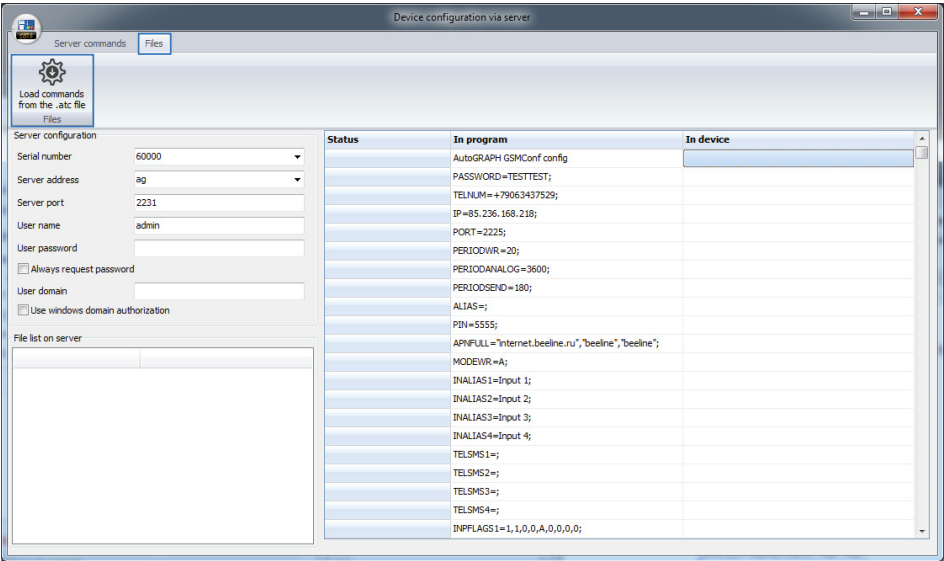 Device configuration via server
Server commands Files
Load commands
from the .atc file
Files
Server configuration
Serial number 60000
Server address ag
Server port 2231
User name admin
User password
Always request password
User domain
Use windows domain authorization
File list on server
Status In program In device
AutoGRAPH GSMConf config
PASSWORD=TESTTEST;
TELNUM=+79063437529;
IP=85.236.168.218;
PORT=2225;
PERIODWR=20;
PERIODANALOG=3600;
PERIODSEND=180;
ALIAS=;
PIN=5555;
APNFULL="internet.beeline.ru","beeline","beeline";
MODEWR=A;
INALIAS1=Input 1;
INALIAS2=Input 2;
INALIAS3=Input 3;
INALIAS4=Input 4;
TELSMS1=;
TELSMS2=;
TELSMS3=;
TELSMS4=;
INPFLAGS1=1,1,0,0,A,0,0,0,0;